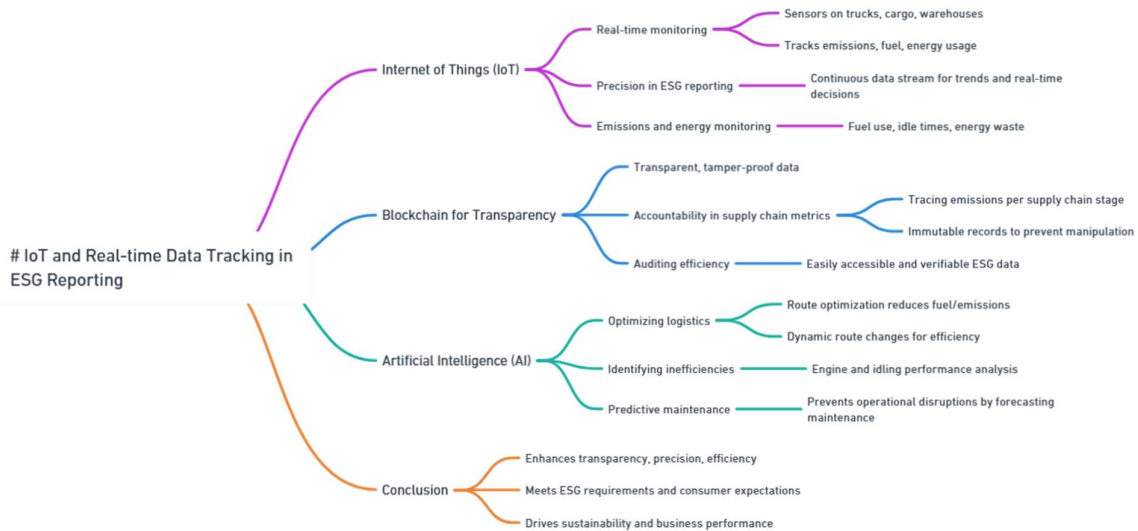 # IoT and Real-time Data Tracking in
ESG Reporting
Internet of Things (IoT)
Real-time monitoring
Sensors on trucks, cargo, warehouses
Tracks emissions, fuel, energy usage
Precision in ESG reporting
Continuous data stream for trends and real-time
decisions
Emissions and energy monitoring
Fuel use, idle times, energy waste
Blockchain for Transparency
Transparent, tamper-proof data
Accountability in supply chain metrics
Tracing emissions per supply chain stage
Immutable records to prevent manipulation
Auditing efficiency
Easily accessible and verifiable ESG data
Artificial Intelligence (AI)
Optimizing logistics
Route optimization reduces fuel/emissions
Dynamic route changes for efficiency
Identifying inefficiencies
Engine and idling performance analysis
Predictive maintenance
Prevents operational disruptions by forecasting
maintenance
Conclusion
Enhances transparency, precision, efficiency
Meets ESG requirements and consumer expectations
Drives sustainability and business performance